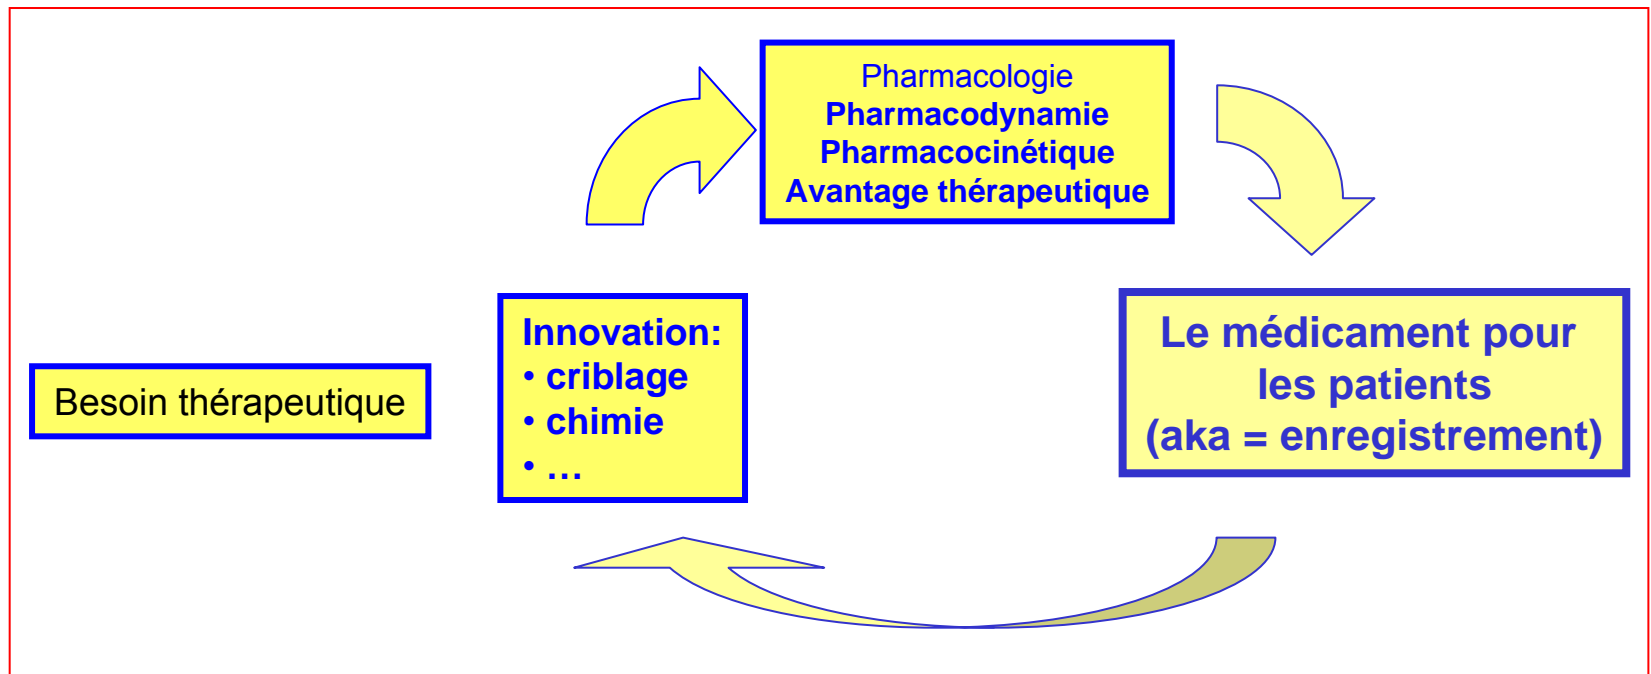 Pharmacologie
Pharmacodynamie
Pharmacocinétique
Avantage thérapeutique
Besoin thérapeutique
Innovation:
• criblage
• chimie
• …
Le médicament pour
les patients
(aka = enregistrement)